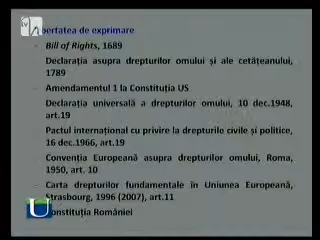 bertatea de exprimare
- Bill of Rights, 1689
- Declarația asupra drepturilor omului și ale cetățeanului,
1789
- Amendamentul 1 la Constituția US
- Declarația universală a drepturilor omului, 10 dec.1948,
art.19
- Pactul internațional cu privire la drepturile civile și politice,
16 dec.1966, art.19
- Convenția Europeană asupra drepturilor omului, Roma,
1950, art. 10
- Carta drepturilor fundamentale în Uniunea Europeană,
Strasbourg, 1996 (2007), art.11
onstituția României
U